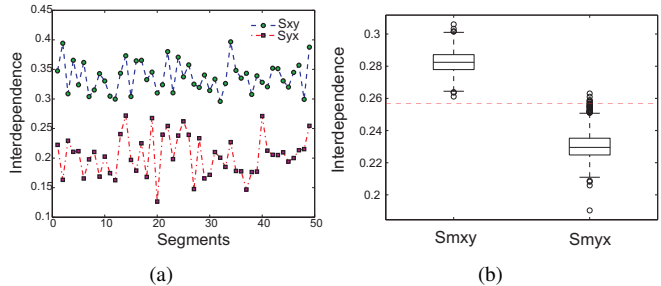 0.45
0.4
0.35
0.3
0.25
0.2
0.15
0.1
0 10 20 30 40 50
Interdependence
Segments
Sxy
Syx
(a)
0.3
0.28
0.26
0.24
0.22
0.2
Interdependence
Smxy Smyx
(b)